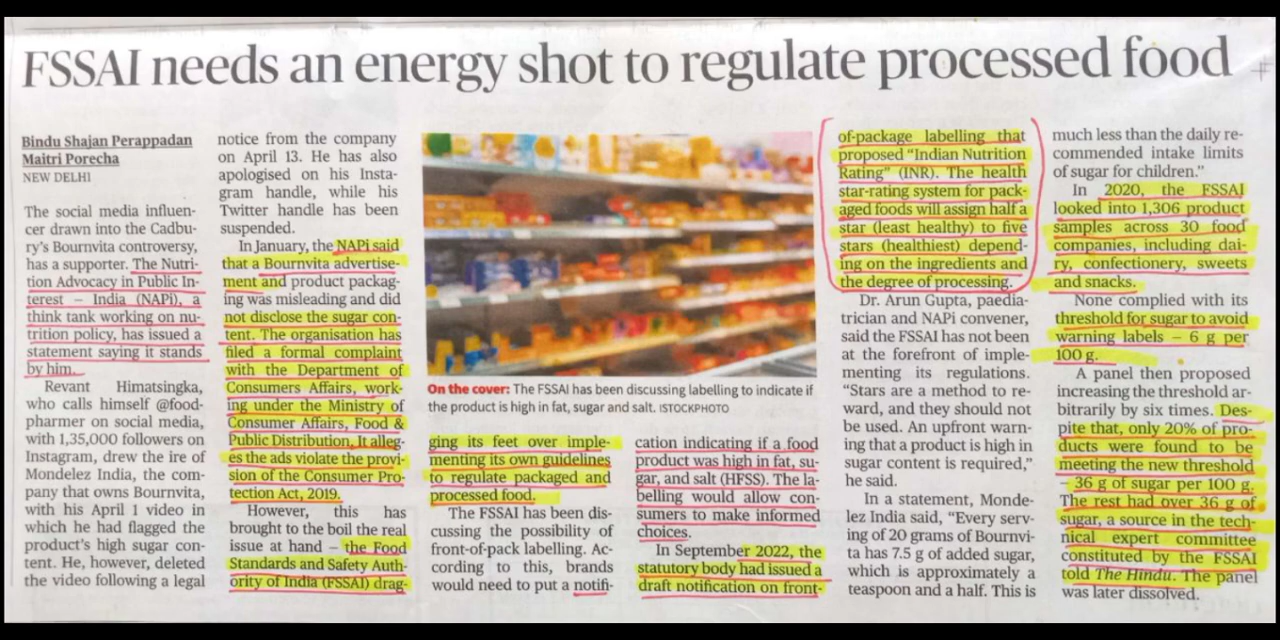 FSSAI needs an energy shot to regulate processed food
Bindu Shajan Perappadan
Maitri Porecha
NEW DELHI
The social media influen-
cer drawn into the Cadbu-
ry's Bournvita controversy,
has a supporter. The Nutri-
tion Advocacy in Public In-
terest – India (NAPi), a
think tank working on nu-
trition policy, has issued a
statement saying it stands
by him.
Revant Himatsingka,
who calls himself @food-
pharmer on social media,
with 1,35,000 followers on
Instagram, drew the ire of
Mondelez India, the com-
pany that owns Bournvita,
with his April 1 video in
which he had flagged the
product's high sugar con-
tent. He, however, deleted
the video following a legal
notice from the company
on April 13. He has also
apologised on his Insta-
gram handle, while his
Twitter handle has been
suspended.
In January, the NAPi said
that a Bournvita advertise-
ment and product packag-
ing was misleading and did
not disclose the sugar con-
tent. The organisation has
filed a formal complaint
with the Department of
Consumers Affairs, work-
ing under the Ministry of
Consumer Affairs, Food &
Public Distribution. It alleg-
es the ads violate the provi-
sion of the Consumer Pro-
tection Act, 2019.
However, this has
brought to the boil the real
issue at hand – the Food
Standards and Safety Auth-
ority of India (FSSAI) drag-
On the cover: The FSSAI has been discussing labelling to indicate if
the product is high in fat, sugar and salt. ISTOCKPHOTO
ging its feet over imple-
menting its own guidelines
to regulate packaged and
processed food.
The FSSAI has been dis-
cussing the possibility of
front-of-pack labelling. Ac-
cording to this, brands
would need to put a notifi-
cation indicating if a food
product was high in fat, su-
gar, and salt (HFSS). The la-
belling would allow con-
sumers to make informed
choices.
In September 2022, the
statutory body had issued a
draft notification on front-
of-package labelling that
proposed “Indian Nutrition
Rating” (INR). The health
star-rating system for pack-
aged foods will assign half a
star (least healthy) to five
stars (healthiest) depend-
ing on the ingredients and
the degree of processing.
Dr. Arun Gupta, paedia-
trician and NAPi convener,
said the FSSAI has not been
at the forefront of imple-
menting its regulations.
“Stars are a method to re-
ward, and they should not
be used. An upfront warn-
ing that a product is high in
sugar content is required,”
he said.
In a statement, Monde-
lez India said, “Every serv-
ing of 20 grams of Bournvi-
ta has 7.5 g of added sugar,
which is approximately a
teaspoon and a half. This is
much less than the daily re-
commended intake limits
of sugar for children.”
In 2020, the FSSAI
looked into 1,306 product
samples across 30 food
companies, including dai-
ry, confectionery, sweets
and snacks.
None complied with its
threshold for sugar to avoid
warning labels – 6 g per
100 g.
A panel then proposed
increasing the threshold ar-
bitrarily by six times. Des-
pite that, only 20% of pro-
ducts were found to be
meeting the new threshold
– 36 g of sugar per 100 g.
The rest had over 36 g of
sugar, a source in the tech-
nical expert committee
constituted by the FSSAI
told The Hindu. The panel
was later dissolved.